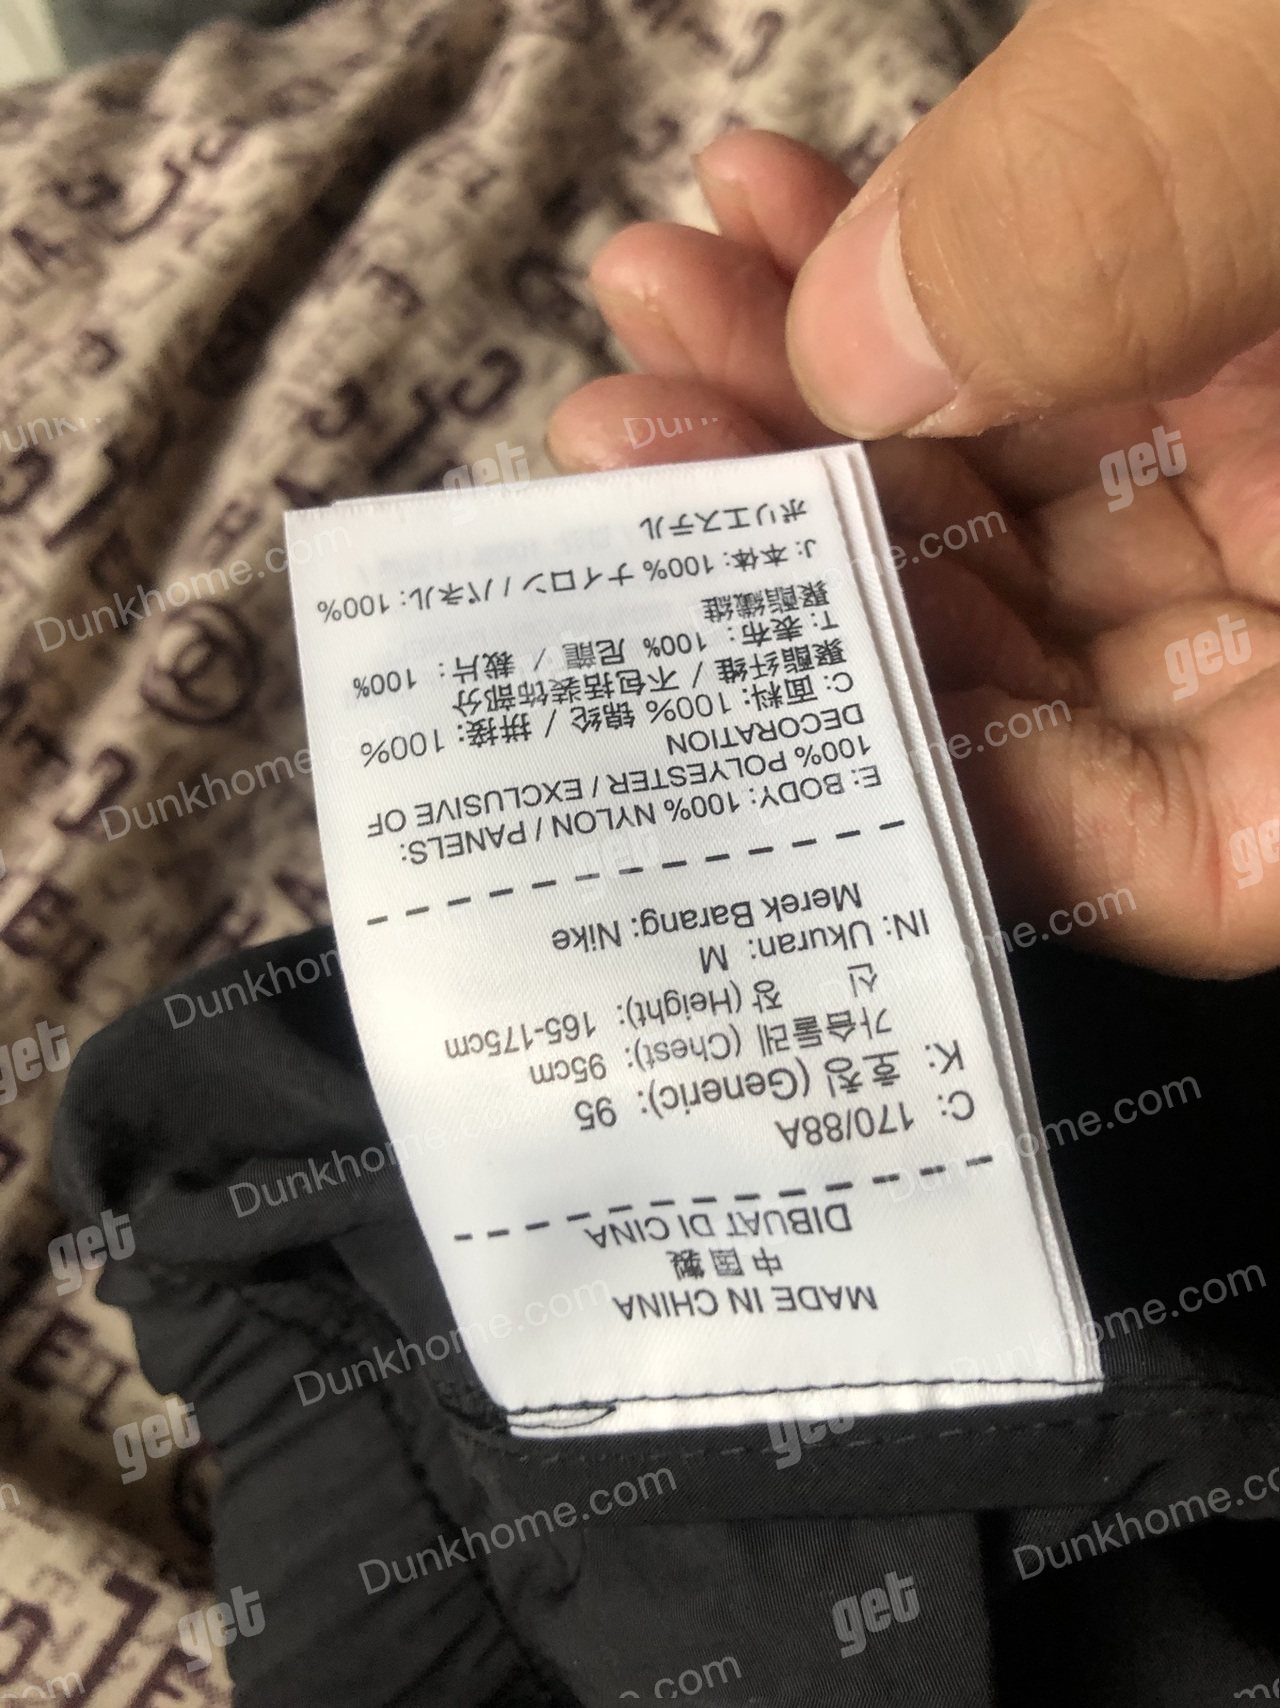 MADE IN CHINA
中 国 製
DIBUAT DI CINA
C: 170/88A
K: 호칭 (Generic): 95
가슴둘레 (Chest): 95cm
신 장 (Height): 165-175cm
IN: Ukuran: M
Merek Barang: Nike
E: BODY: 100% NYLON / PANELS:
100% POLYESTER / EXCLUSIVE OF
DECORATION
C: 面料: 100% 锦纶 / 拼接: 100%
聚酯纤维 / 不包括装饰部分
T: 表布: 100% 尼龍 / 裁片: 100%
聚酯纖維
J: 本体: 100% ナイロン / パネル: 100%
ポリエステル
get
Dunkhome.com